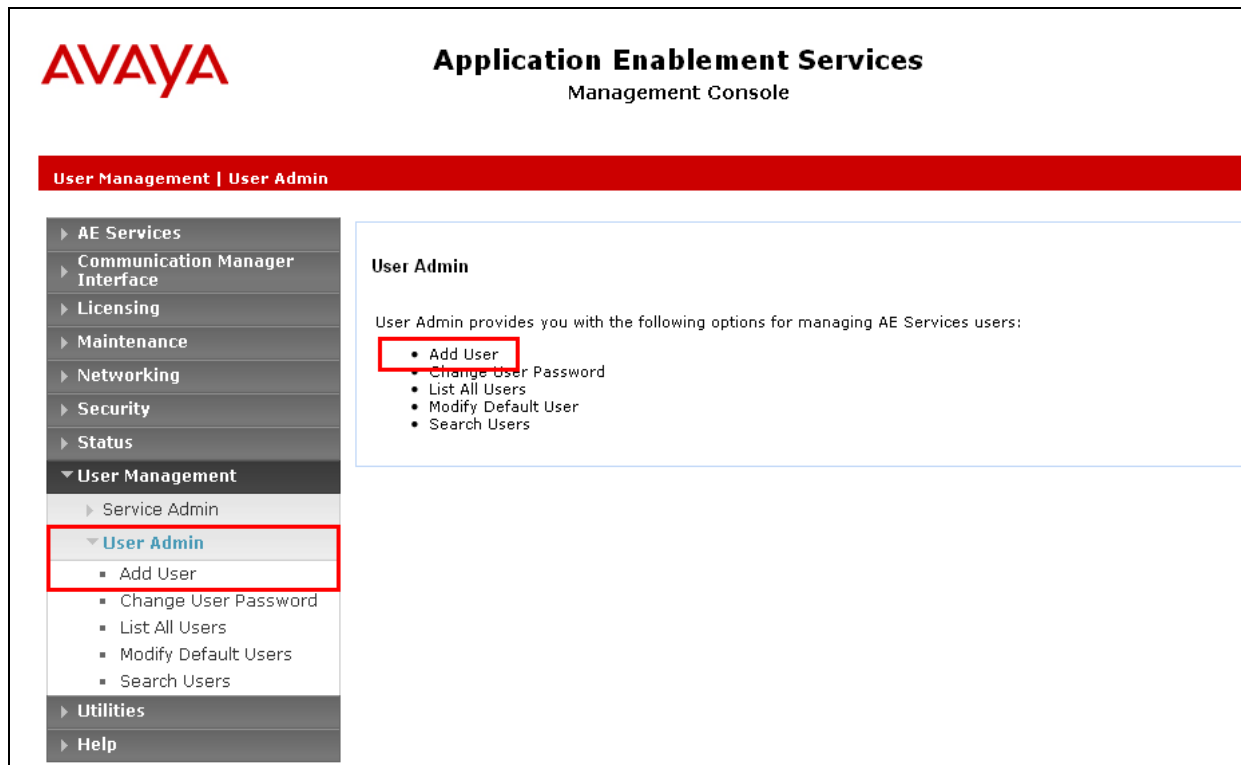 AVAYA
Application Enablement Services
Management Console
User Management | User Admin
AE Services
Communication Manager
Interface
Licensing
Maintenance
Networking
Security
Status
User Management
Service Admin
User Admin
Add User
Change User Password
List All Users
Modify Default Users
Search Users
Utilities
Help
User Admin
User Admin provides you with the following options for managing AE Services users:
Add User
Change User Password
List All Users
Modify Default User
Search Users